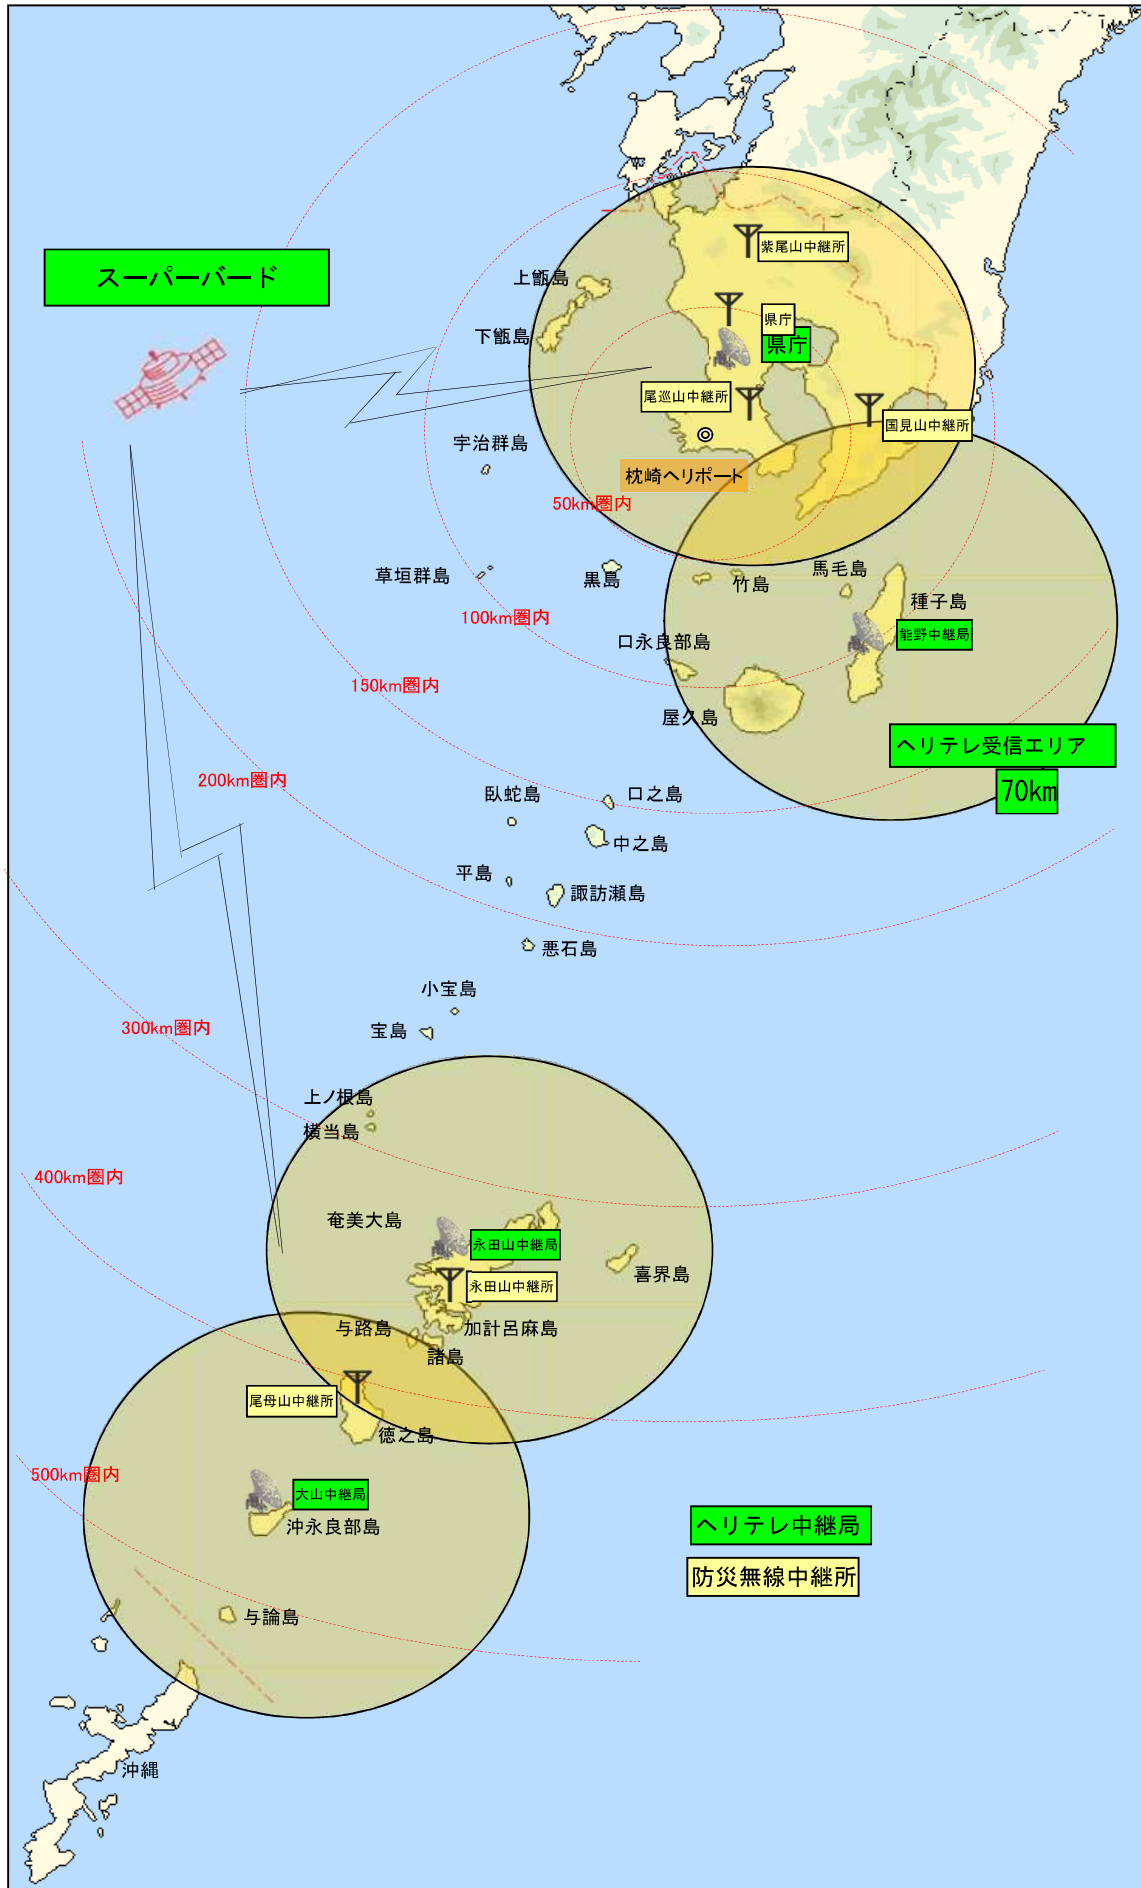 スーパーバード
紫尾山中継所
上甑島
県庁
県庁
下甑島
尾巡山中継所
国見山中継所
宇治群島
枕崎ヘリポート
50km圏内
草垣群島
黒島
竹島
馬毛島
種子島
100km圏内
能野中継局
口永良部島
150km圏内
屋久島
ヘリテレ受信エリア
70km
200km圏内
臥蛇島
口之島
中之島
平島
諏訪瀬島
悪石島
小宝島
300km圏内
宝島
上ノ根島
横当島
400km圏内
奄美大島
永田山中継局
喜界島
永田山中継所
与路島
加計呂麻島
諸島
尾母山中継所
徳之島
500km圏内
大山中継局
沖永良部島
ヘリテレ中継局
防災無線中継所
与論島
沖縄